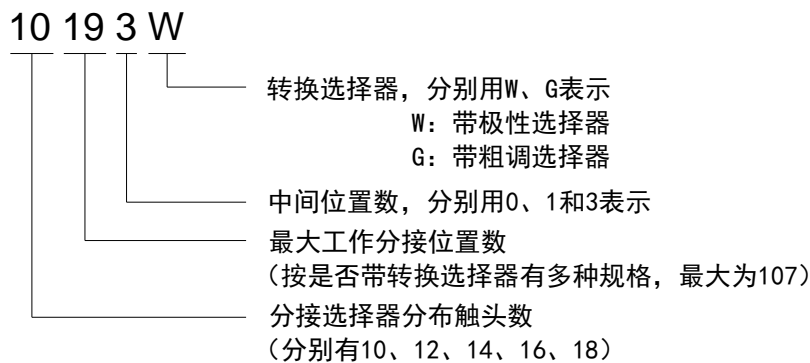 10 19 3 W
转换选择器，分别用W、G表示
W：带极性选择器
G：带粗调选择器
中间位置数，分别用0、1和3表示
最大工作分接位置数
（按是否带转换选择器有多种规格，最大为107）
分接选择器分布触头数
（分别有10、12、14、16、18）